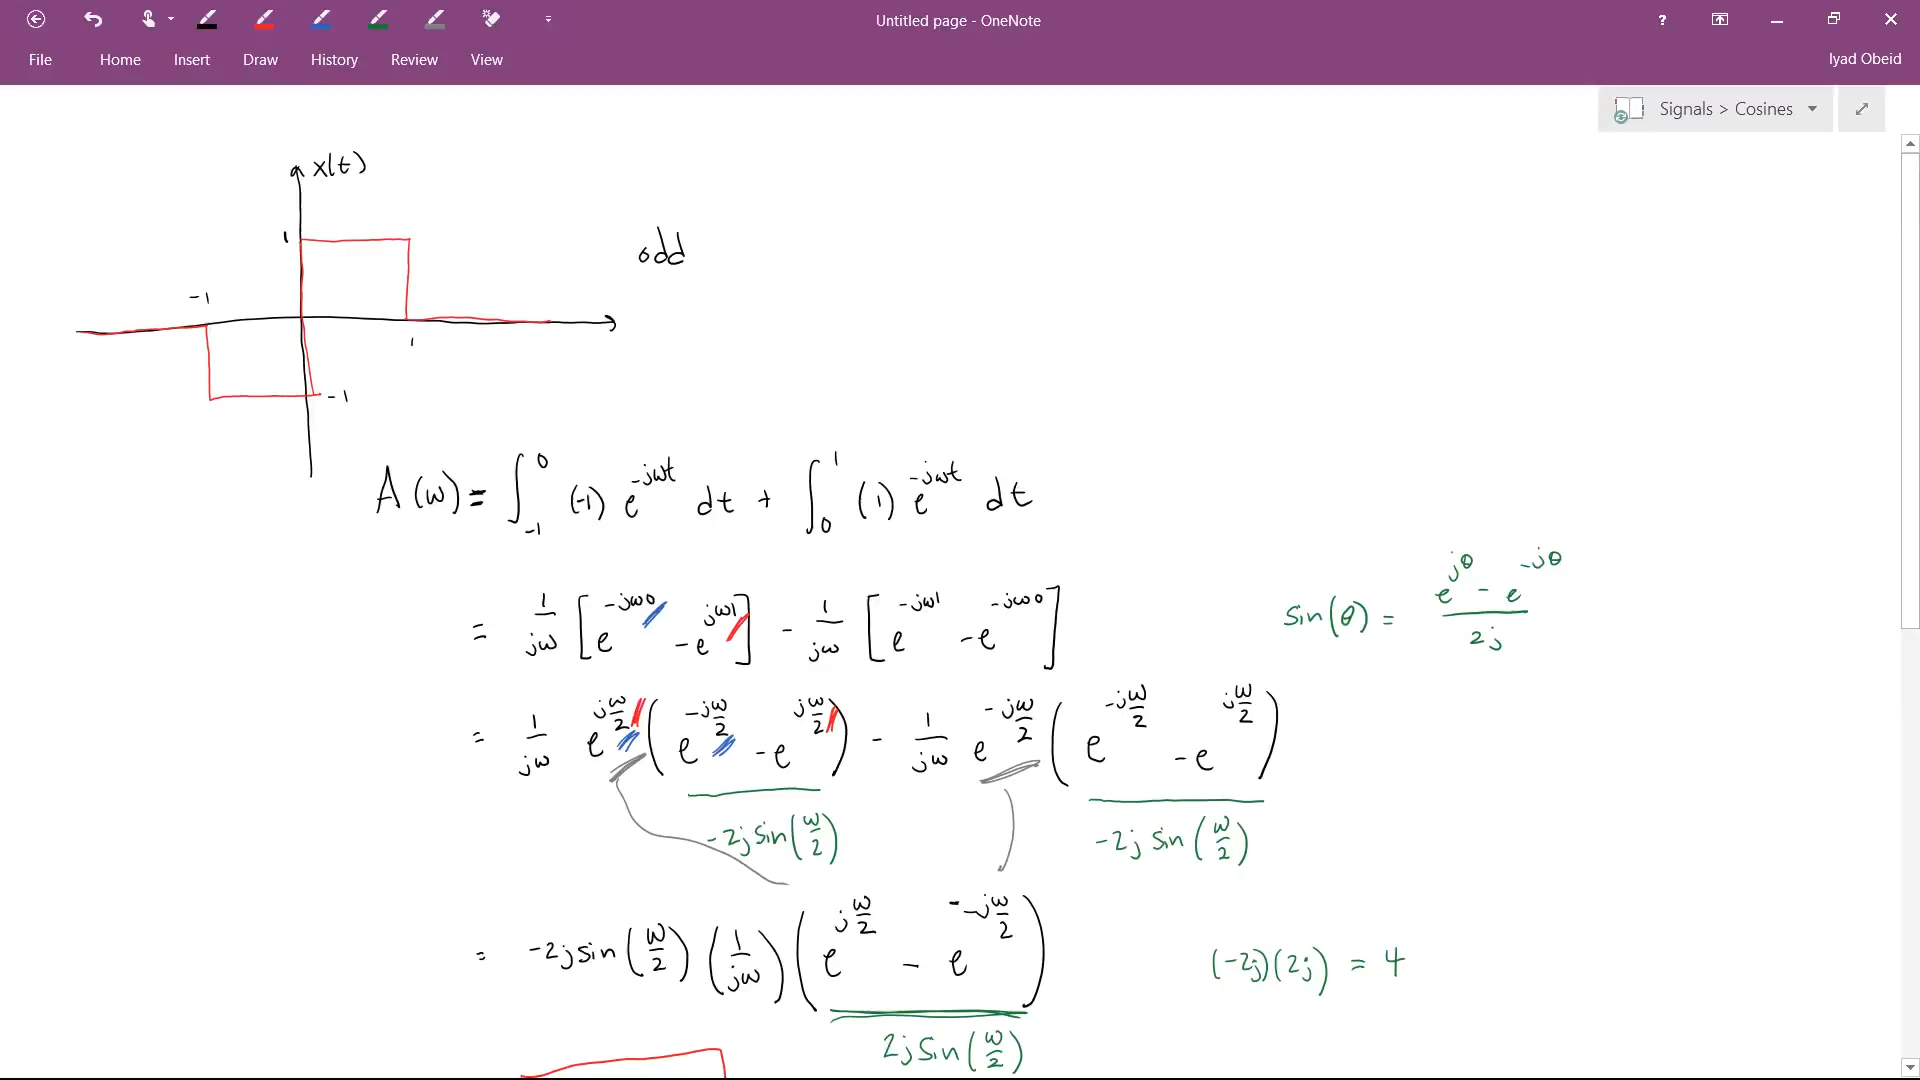 Untitled page - OneNote
?
File Home Insert Draw History Review View
Iyad Obeid
Signals > Cosines
x(t)
1
odd
-1
1
-1
A(ω) = ∫_{-1}^{0} (-1) e^{-jωt} dt + ∫_{0}^{1} (1) e^{-jωt} dt
= 1/jω [e^{-jω0} - e^{jω1}] - 1/jω [e^{-jω1} - e^{-jω0}]
sin(θ) = (e^{jθ} - e^{-jθ})/2j
= 1/jω e^{jω/2} (e^{-jω/2} - e^{jω/2}) - 1/jω e^{-jω/2} (e^{-jω/2} - e^{jω/2})
-2j sin(ω/2) -2j sin(ω/2)
= -2j sin(ω/2) (1/jω) (e^{jω/2} - e^{-jω/2})
(-2j)(2j) = 4
2j sin(ω/2)